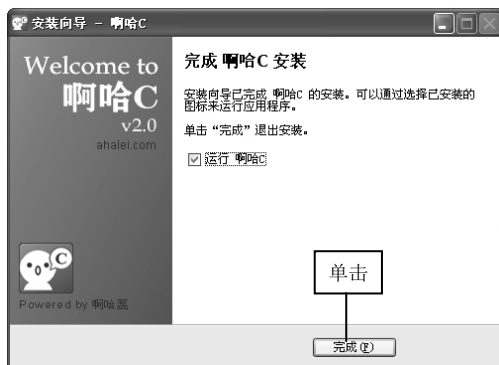 安装向导 - 啊哈C
Welcome to
啊哈C
v2.0
ahalei.com
完成 啊哈C 安装
安装向导已完成 啊哈C 的安装。可以通过选择已安装的
图标来运行应用程序。
单击“完成”退出安装。
运行 啊哈C
C
Powered by 啊哈磊
单击
完成(F)